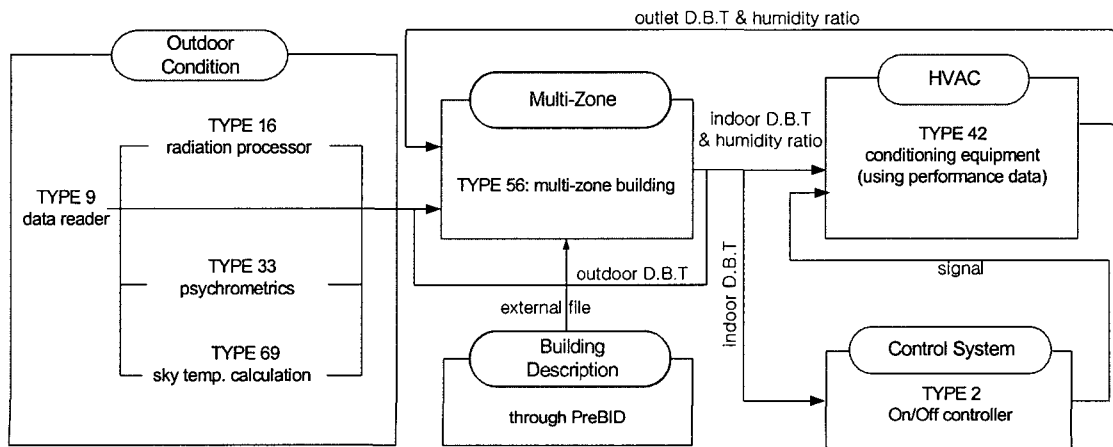 outlet D.B.T & humidity ratio
Outdoor
Condition
TYPE 16
radiation processor
TYPE 9
data reader
TYPE 33
psychrometrics
TYPE 69
sky temp. calculation
Multi-Zone
TYPE 56: multi-zone building
outdoor D.B.T
external file
Building
Description
through PreBID
indoor D.B.T
& humidity ratio
indoor D.B.T
HVAC
TYPE 42
conditioning equipment
(using performance data)
signal
Control System
TYPE 2
On/Off controller